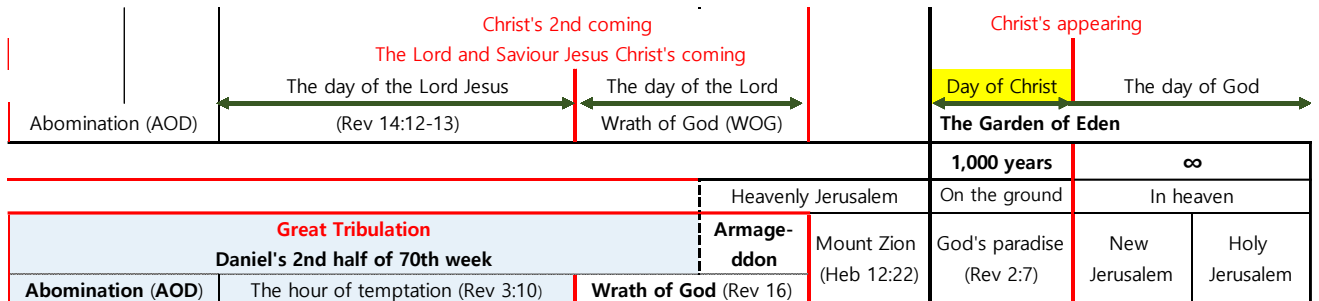 Christ's 2nd coming
Christ's appearing
The Lord and Saviour Jesus Christ's coming
The day of the Lord Jesus
The day of the Lord
Day of Christ
The day of God
Abomination (AOD)
(Rev 14:12-13)
Wrath of God (WOG)
The Garden of Eden
1,000 years
∞
Heavenly Jerusalem
On the ground
In heaven
Great Tribulation
Daniel's 2nd half of 70th week
Armage-
ddon
Mount Zion
(Heb 12:22)
God's paradise
(Rev 2:7)
New
Jerusalem
Holy
Jerusalem
Abomination (AOD)
The hour of temptation (Rev 3:10)
Wrath of God (Rev 16)